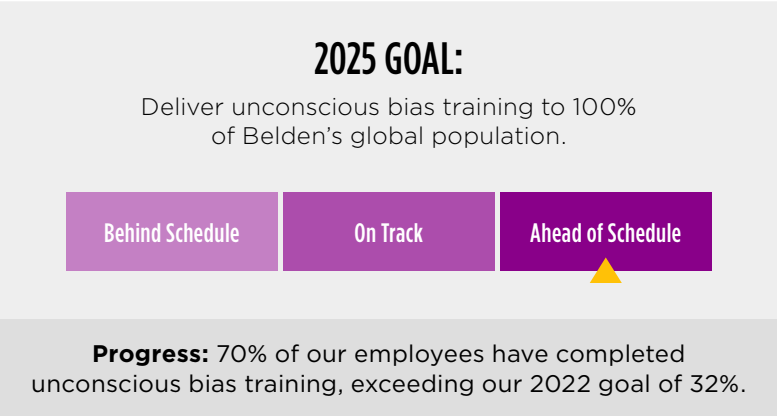 2025 GOAL:
Deliver unconscious bias training to 100%
of Belden’s global population.
Behind Schedule
On Track
Ahead of Schedule
Progress: 70% of our employees have completed
unconscious bias training, exceeding our 2022 goal of 32%.